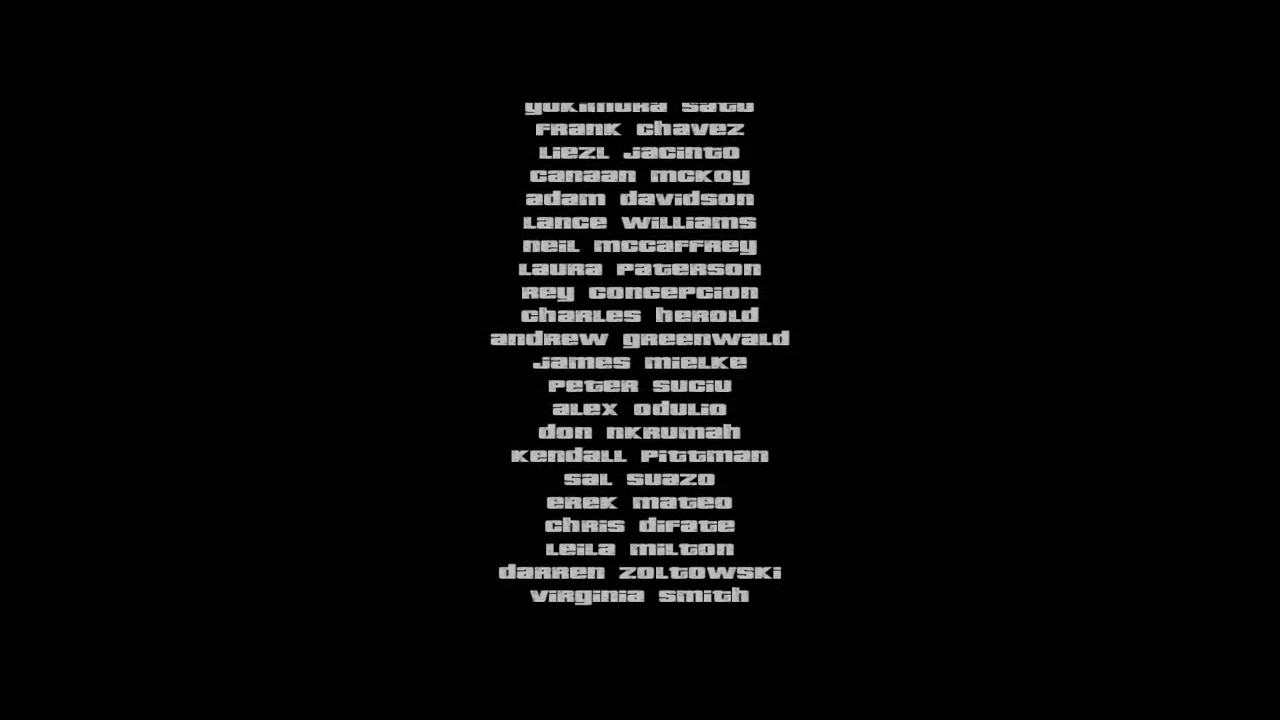 yukimura satu
frank chavez
liezl jacinto
canaan mckoy
adam davidson
lance williams
neil mccaffrey
laura paterson
rey concepcion
charles herold
andrew greenwald
james mielke
peter suciu
alex odulio
don nkrumah
kendall pittman
sal suazo
erek mateo
chris difate
leila milton
darren zoltowski
virginia smith